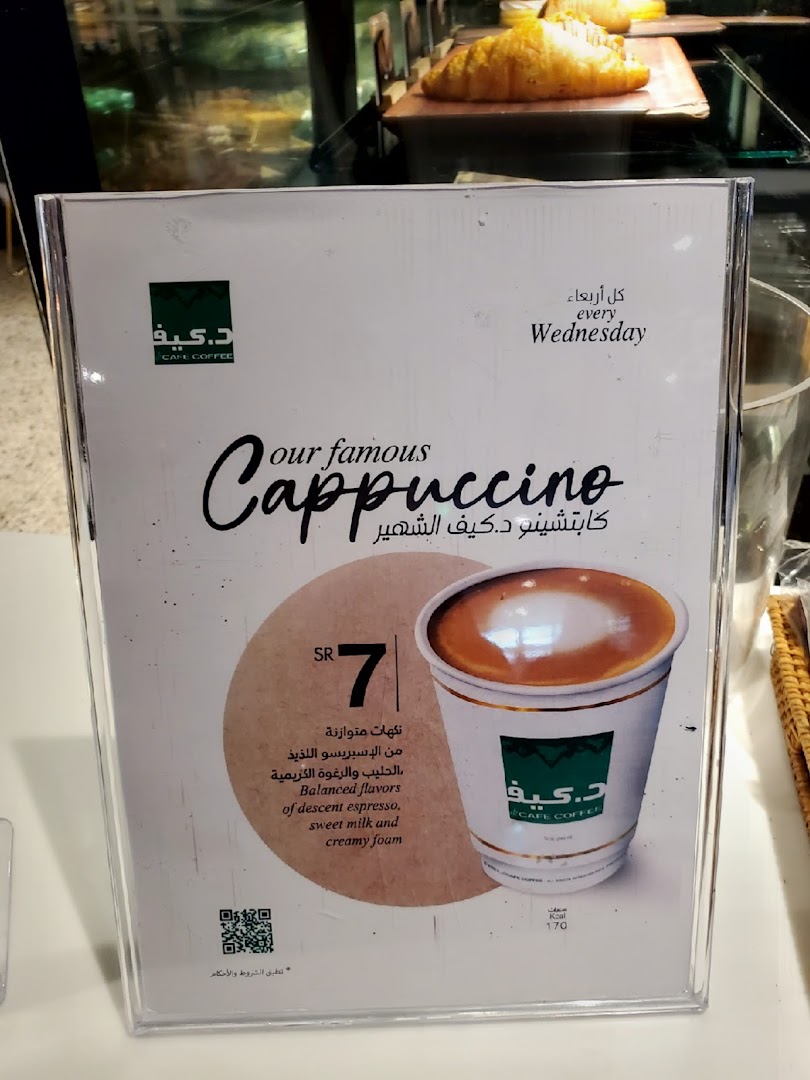 د.كيف
CAFE COFFEE
كل أربعاء
every
Wednesday
our famous
Cappuccino
كابتشينو د.كيف الشهير
SR 7
نكهات متوازنة
من الإسبريسو اللذيذ
،الحليب والرغوة الكريمية
Balanced flavors
of descent espresso,
sweet milk and
creamy foam
د.كيف
CAFE COFFEE
سعرات
Kcal
170
* تطبق الشروط والأحكام